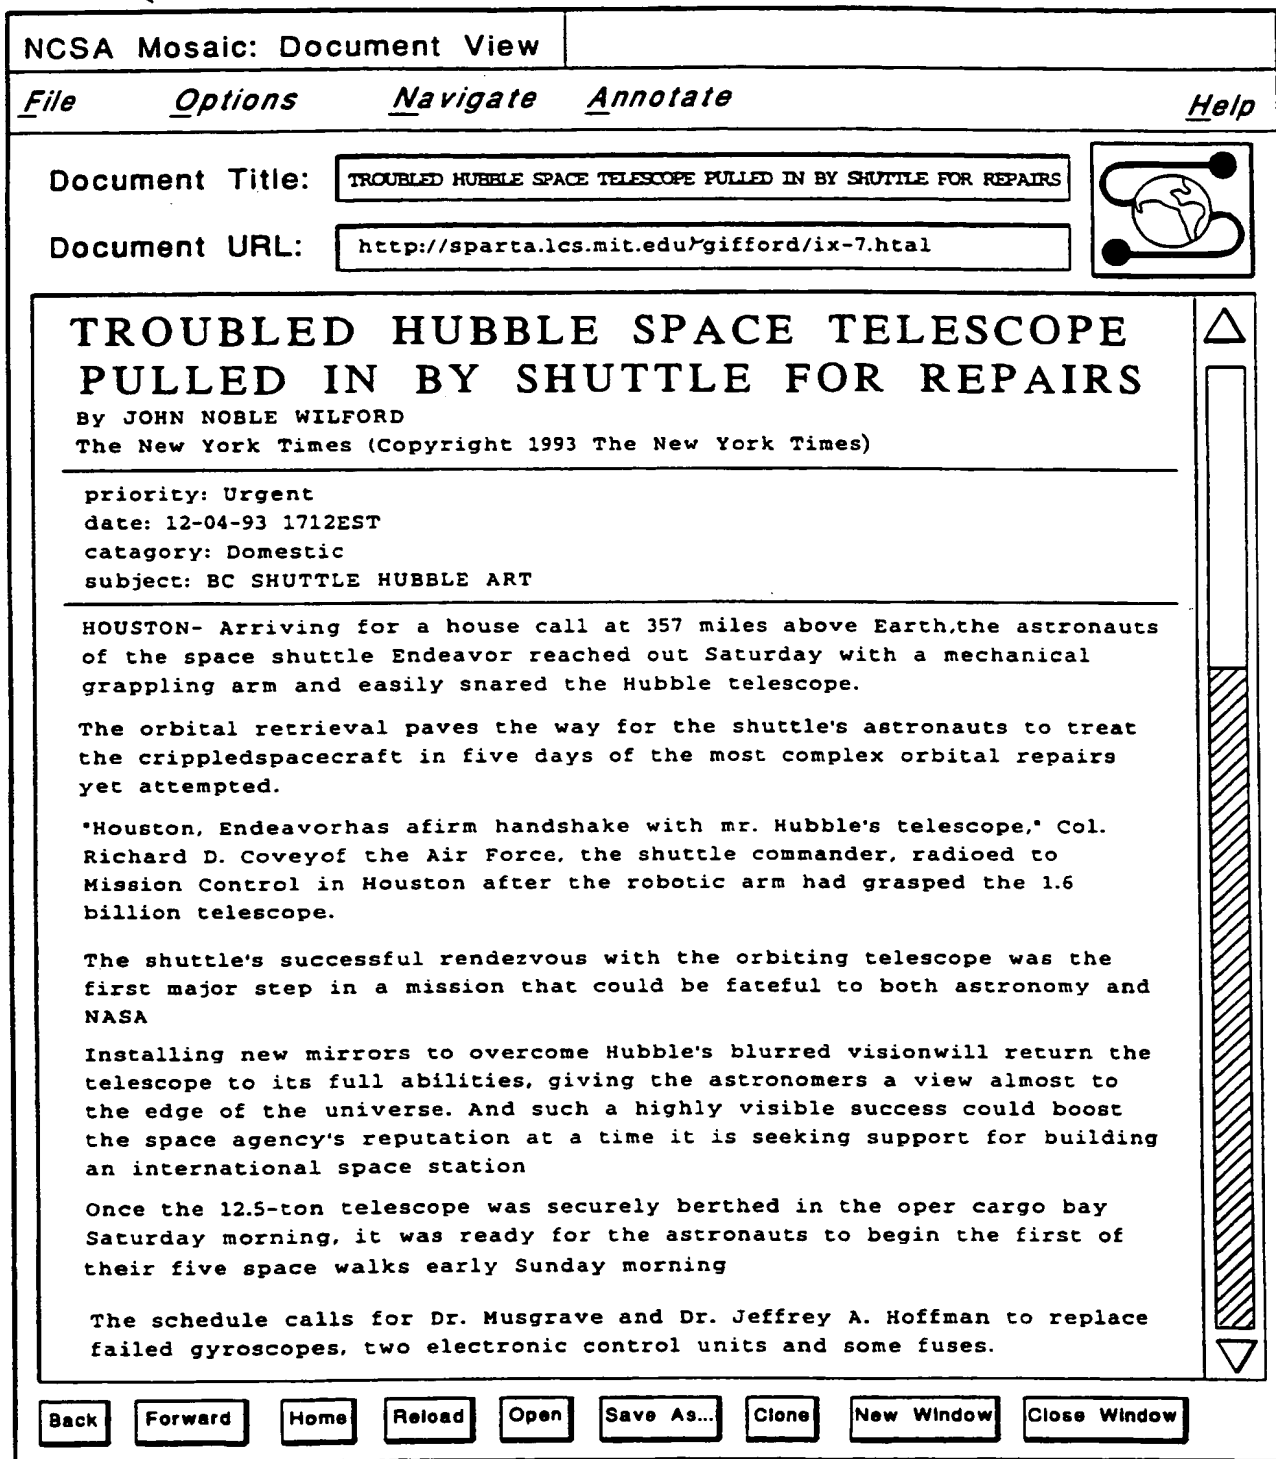 NCSA Mosaic: Document View
File Options Navigate Annotate Help
Document Title: TROUBLED HUBBLE SPACE TELESCOPE PULLED IN BY SHUTTLE FOR REPAIRS
Document URL: http://sparta.lcs.mit.edu/~gifford/ix-7.htal
TROUBLED HUBBLE SPACE TELESCOPE
PULLED IN BY SHUTTLE FOR REPAIRS
By JOHN NOBLE WILFORD
The New York Times (Copyright 1993 The New York Times)
priority: Urgent
date: 12-04-93 1712EST
catagory: Domestic
subject: BC SHUTTLE HUBBLE ART
HOUSTON- Arriving for a house call at 357 miles above Earth,the astronauts
of the space shuttle Endeavor reached out Saturday with a mechanical
grappling arm and easily snared the Hubble telescope.
The orbital retrieval paves the way for the shuttle's astronauts to treat
the crippledspacecraft in five days of the most complex orbital repairs
yet attempted.
"Houston, Endeavorhas afirm handshake with mr. Hubble's telescope," Col.
Richard D. Coveyof the Air Force, the shuttle commander, radioed to
Mission Control in Houston after the robotic arm had grasped the 1.6
billion telescope.
The shuttle's successful rendezvous with the orbiting telescope was the
first major step in a mission that could be fateful to both astronomy and
NASA
Installing new mirrors to overcome Hubble's blurred visionwill return the
telescope to its full abilities, giving the astronomers a view almost to
the edge of the universe. And such a highly visible success could boost
the space agency's reputation at a time it is seeking support for building
an international space station
Once the 12.5-ton telescope was securely berthed in the oper cargo bay
Saturday morning, it was ready for the astronauts to begin the first of
their five space walks early Sunday morning
The schedule calls for Dr. Musgrave and Dr. Jeffrey A. Hoffman to replace
failed gyroscopes, two electronic control units and some fuses.
Back Forward Home Reload Open Save As... Clone New Window Close Window